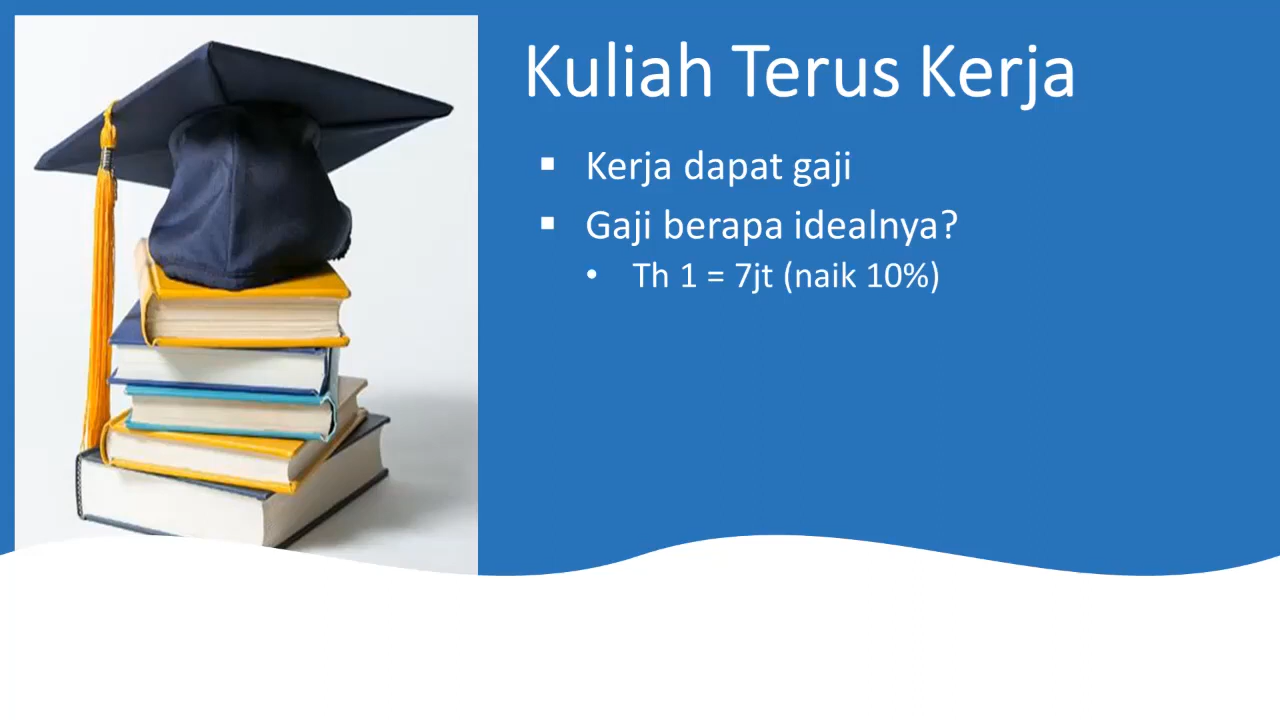 Kuliah Terus Kerja
▪ Kerja dapat gaji
▪ Gaji berapa idealnya?
• Th 1 = 7jt (naik 10%)